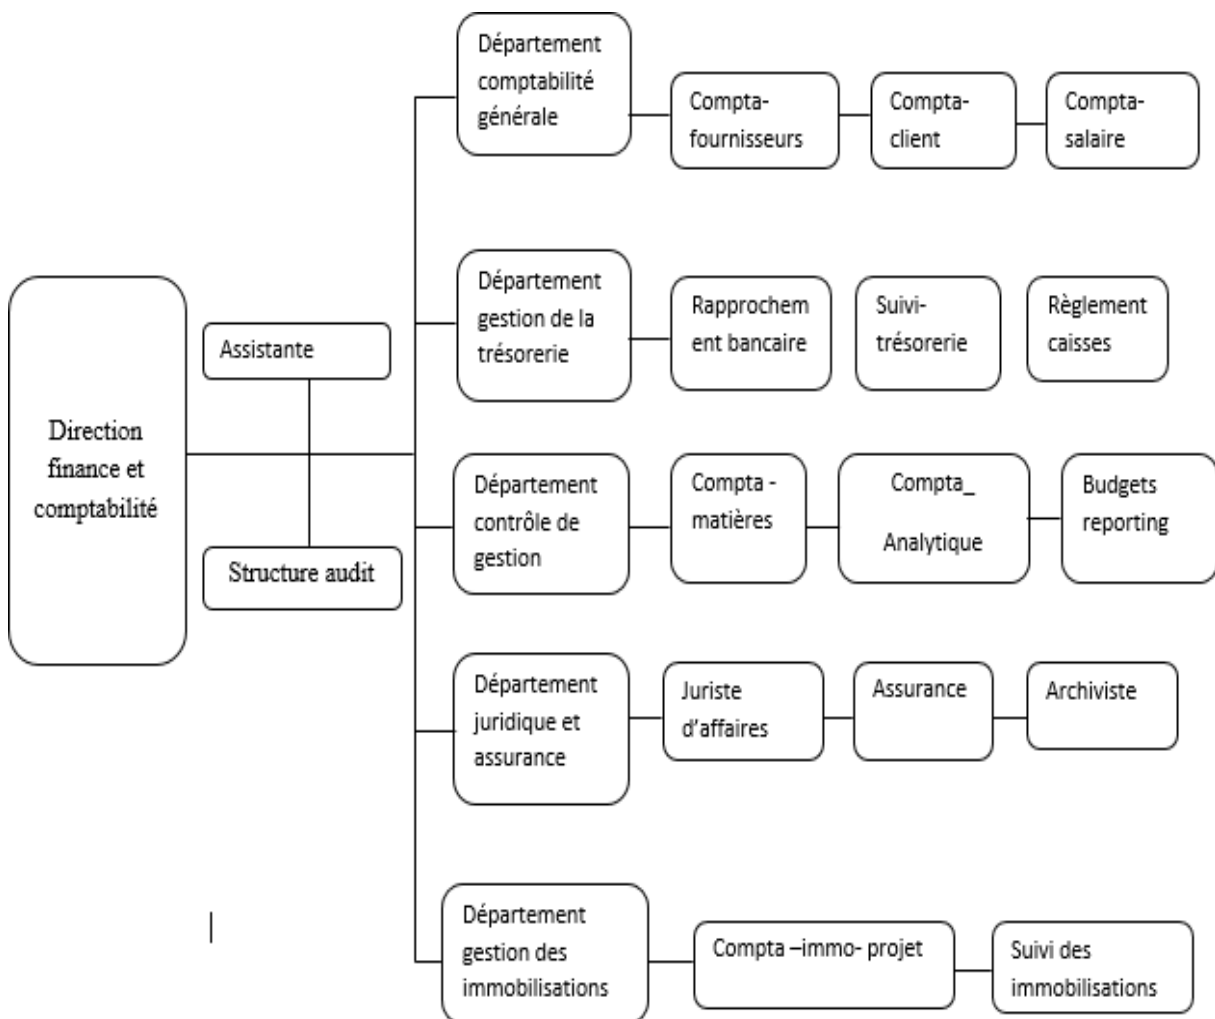 Direction
finance et
comptabilité
Assistante
Structure audit
Département
comptabilité
générale
Compta-
fournisseurs
Compta-
client
Compta-
salaire
Département
gestion de la
trésorerie
Rapprochem
ent bancaire
Suivi-
trésorerie
Règlement
caisses
Département
contrôle de
gestion
Compta -
matières
Compta_
Analytique
Budgets
reporting
Département
juridique et
assurance
Juriste
d’affaires
Assurance
Archiviste
Département
gestion des
immobilisations
Compta –immo- projet
Suivi des
immobilisations